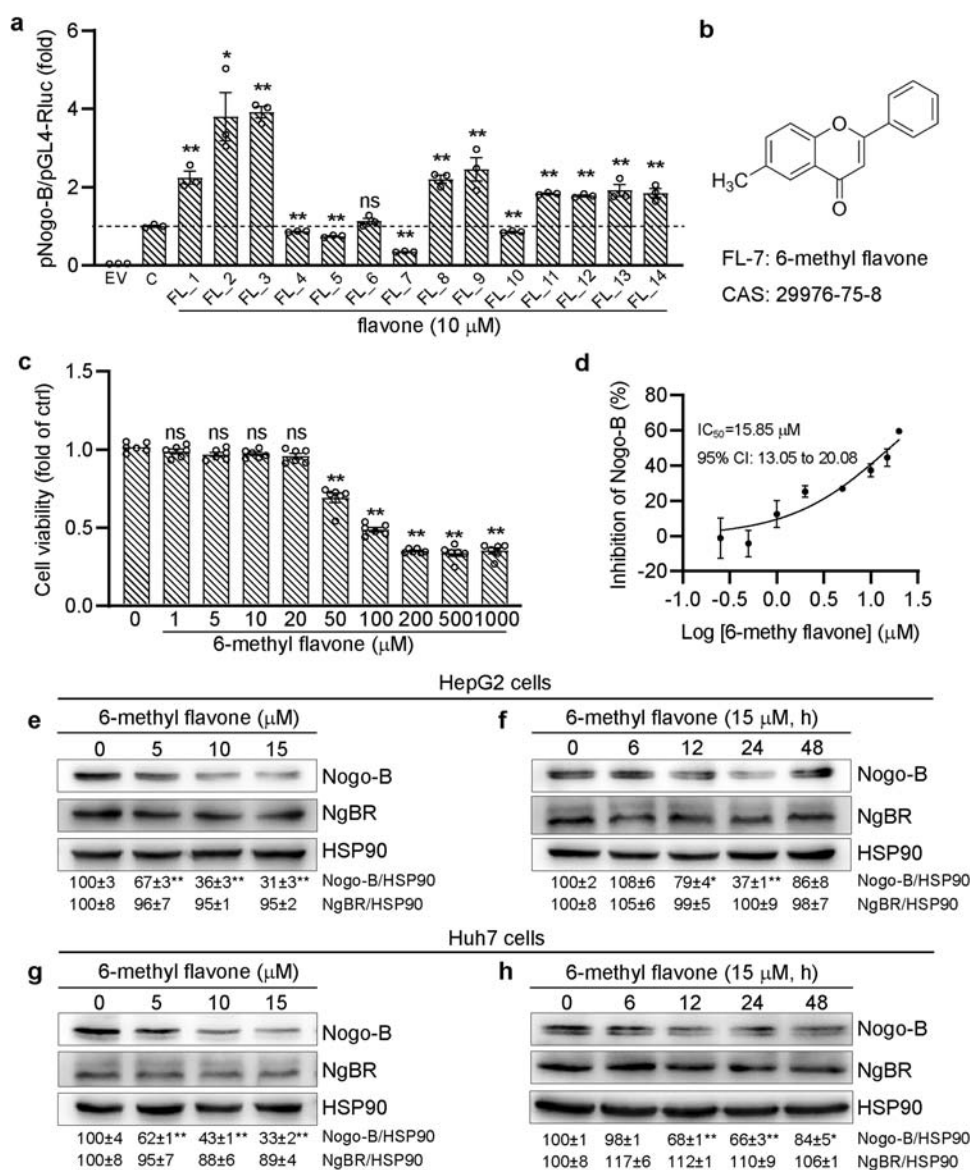 a
pNogo-B/pGL4-Rluc (fold)
6
4
2
0
** * ** ** ** ns ** ** ** ** ** ** ** **
EV C FL_1 FL_2 FL_3 FL_4 FL_5 FL_6 FL_7 FL_8 FL_9 FL_10 FL_11 FL_12 FL_13 FL_14
flavone (10 μM)
b
O
H₃C
O
FL-7: 6-methyl flavone
CAS: 29976-75-8
c
Cell viability (fold of ctrl)
1.5
1.0
0.5
0.0
ns ns ns ns ** ** ** ** **
0 1 5 10 20 50 100 200 500 1000
6-methyl flavone (μM)
d
Inhibition of Nogo-B (%)
80
60
40
20
0
-20
IC₅₀=15.85 μM
95% CI: 13.05 to 20.08
-1.0 -0.5 0.0 0.5 1.0 1.5
Log [6-methy flavone] (μM)
HepG2 cells
e
6-methyl flavone (μM)
0 5 10 15
Nogo-B
NgBR
HSP90
100±3 67±3** 36±3** 31±3** Nogo-B/HSP90
100±8 96±7 95±1 95±2 NgBR/HSP90
f
6-methyl flavone (15 μM, h)
0 6 12 24 48
Nogo-B
NgBR
HSP90
100±2 108±6 79±4* 37±1** 86±8 Nogo-B/HSP90
100±8 105±6 99±5 100±9 98±7 NgBR/HSP90
Huh7 cells
g
6-methyl flavone (μM)
0 5 10 15
Nogo-B
NgBR
HSP90
100±4 62±1** 43±1** 33±2** Nogo-B/HSP90
100±8 95±7 88±6 89±4 NgBR/HSP90
h
6-methyl flavone (15 μM, h)
0 6 12 24 48
Nogo-B
NgBR
HSP90
100±1 98±1 68±1** 66±3** 84±5* Nogo-B/HSP90
100±8 117±6 112±1 110±9 106±1 NgBR/HSP90